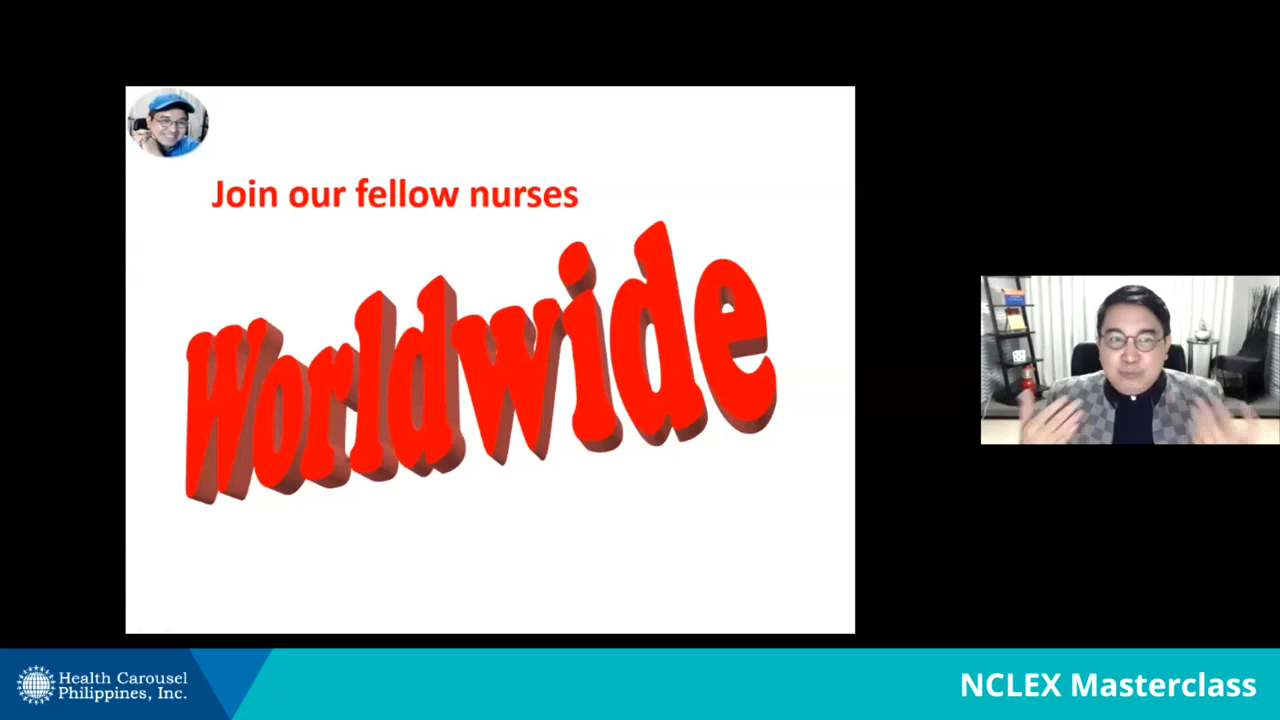 Join our fellow nurses
Worldwide
Health Carousel
Philippines, Inc.
NCLEX Masterclass